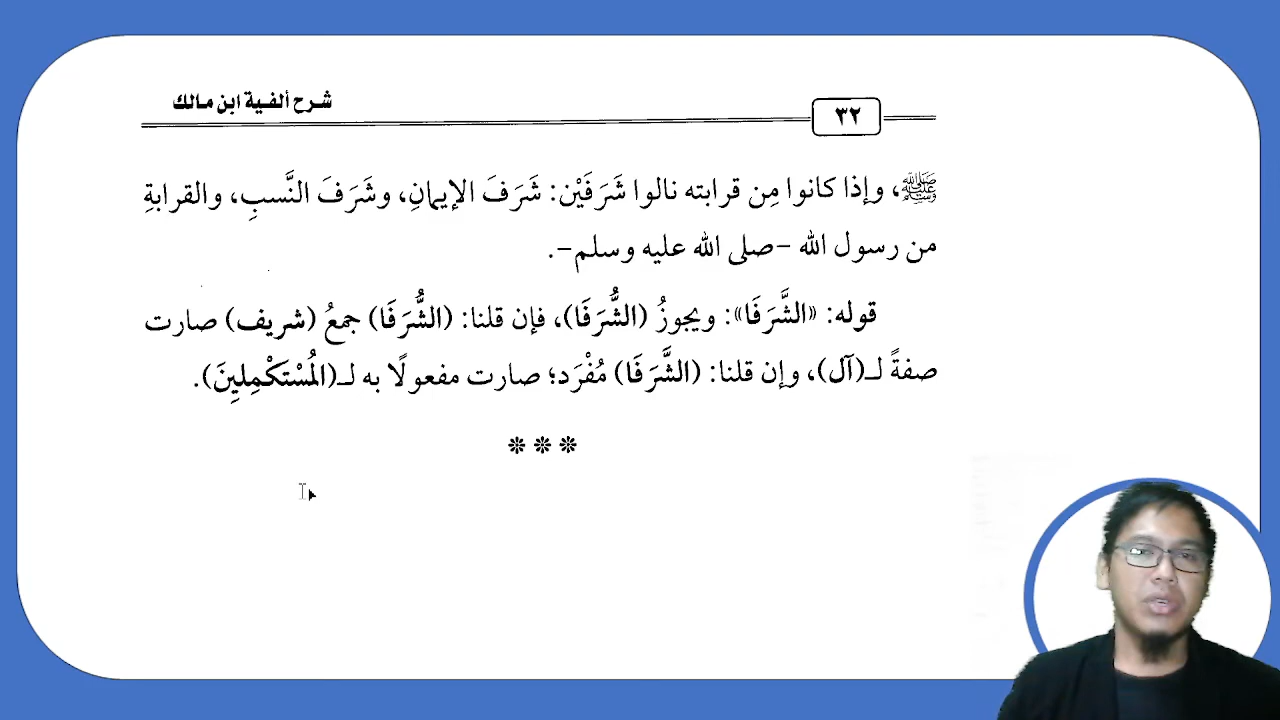 شرح ألفية ابن مالك
٣٢
ﷺ، وإذا كانوا مِن قرابته نالوا شَرَفَيْن: شَرَفَ الإيمانِ، وشَرَفَ النَّسبِ، والقرابةِ
من رسول الله -صلى الله عليه وسلم-.
قوله: «الشَّرَفَا»: ويجوزُ (الشُّرَفَا)، فإن قلنا: (الشُّرَفَا) جمعُ (شريف) صارت
صفةً لـ(آل)، وإن قلنا: (الشَّرَفَا) مُفْرَد؛ صارت مفعولًا به لـ(المُسْتَكْمِلِينَ).